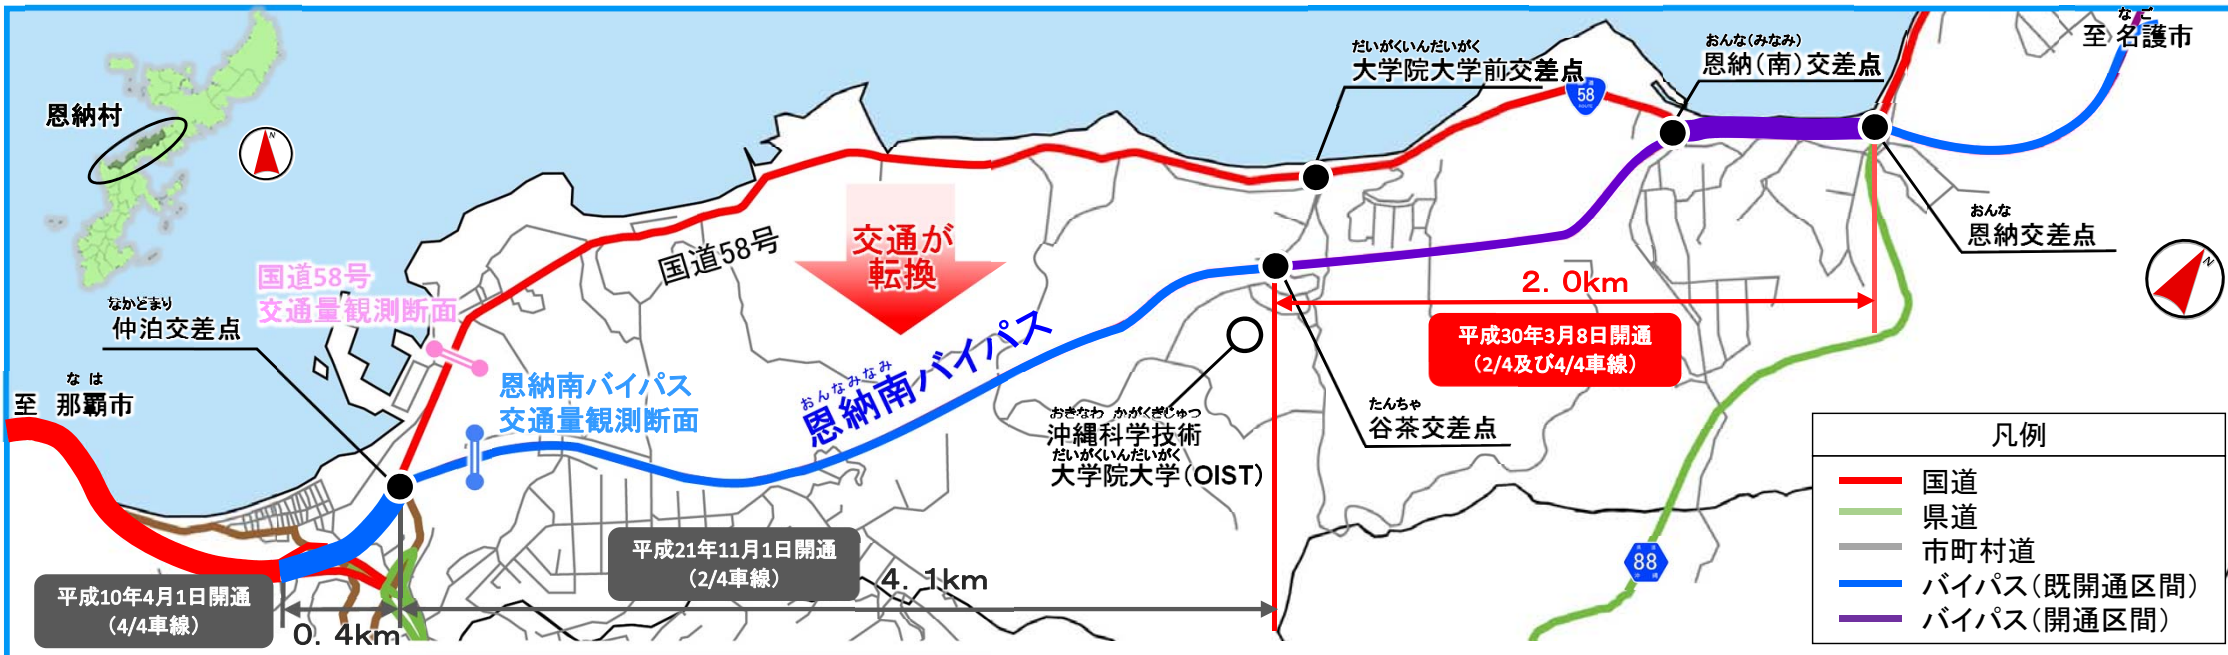 恩納村
N
なかどまり
仲泊交差点
国道58号
交通量観測断面
なは
至 那覇市
恩納南バイパス
交通量観測断面
国道58号
交通が
転換
おんなみなみ
恩納南バイパス
おきなわ かがくぎじゅつ
沖縄科学技術
だいがくいんだいがく
大学院大学(OIST)
だいがくいんだいがく
大学院大学前交差点
58
おんな(みなみ)
恩納(南)交差点
なご
至 名護市
おんな
恩納交差点
N
2.0km
平成30年3月8日開通
(2/4及び4/4車線)
たんちゃ
谷茶交差点
88
平成21年11月1日開通
(2/4車線)
4.1km
平成10年4月1日開通
(4/4車線)
0.4km
凡例
国道
県道
市町村道
バイパス(既開通区間)
バイパス(開通区間)